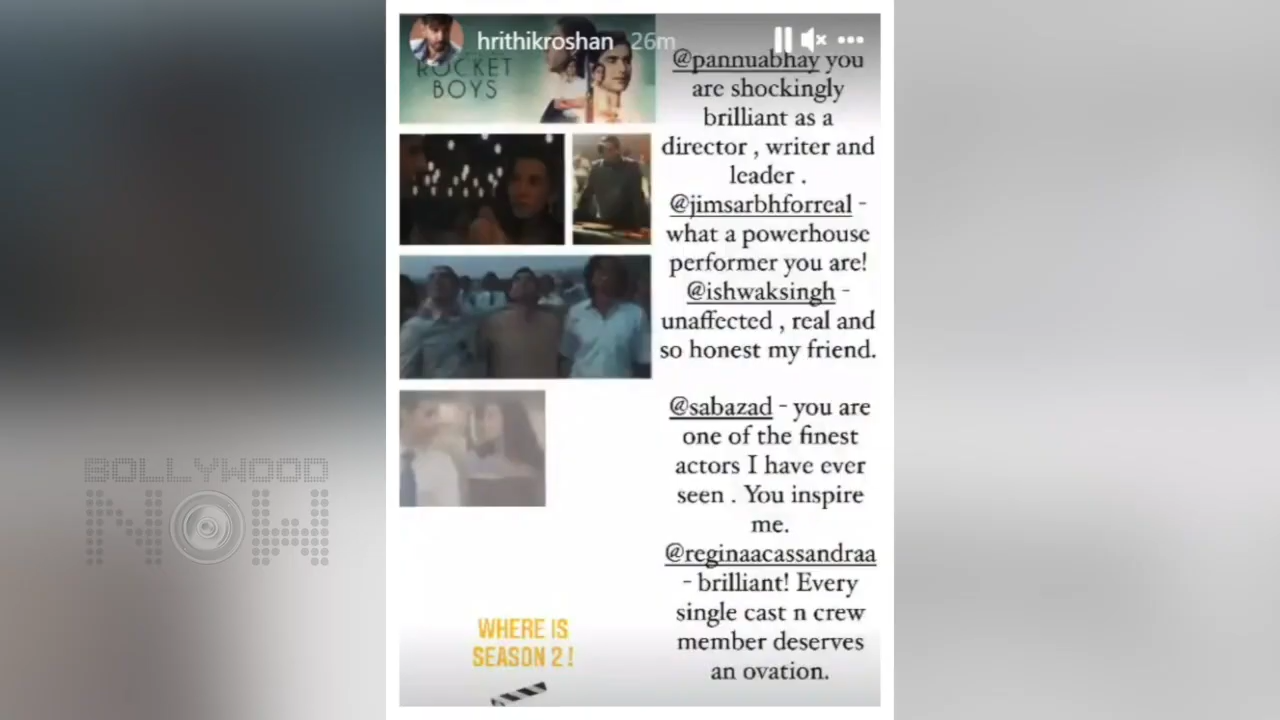 hrithikroshan 26m
ROCKET
BOYS
@pannuabhay you
are shockingly
brilliant as a
director , writer and
leader .
@jimsarbhforreal -
what a powerhouse
performer you are!
@ishwaksingh -
unaffected , real and
so honest my friend.
@sabazad - you are
one of the finest
actors I have ever
seen . You inspire
me.
@reginaacassandraa
- brilliant! Every
single cast n crew
member deserves
an ovation.
WHERE IS
SEASON 2 !
BOLLYWOOD
NOW